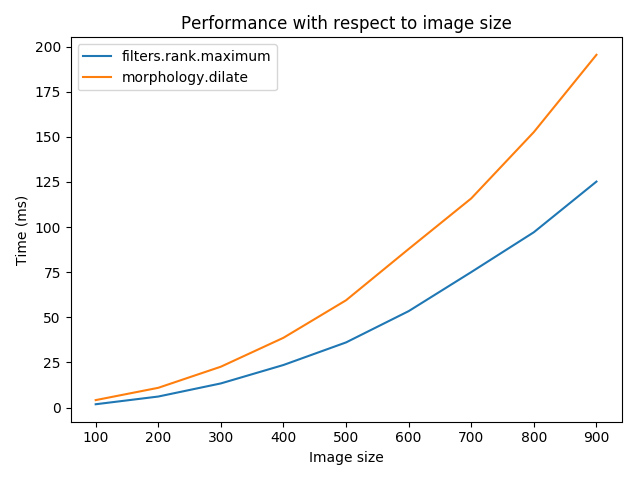 Performance with respect to image size
filters.rank.maximum
morphology.dilate
Time (ms)
200
175
150
125
100
75
50
25
0
100 200 300 400 500 600 700 800 900
Image size